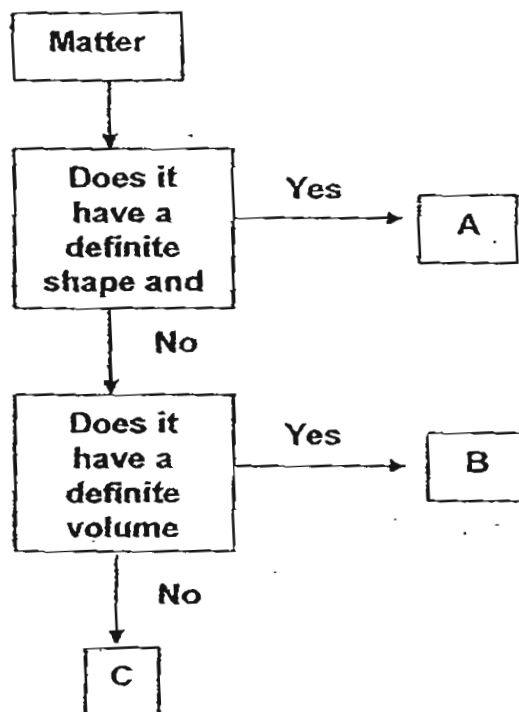 Matter
Does it
have a
definite
shape and
Yes
A
No
Does it
have a
definite
volume
Yes
B
No
C